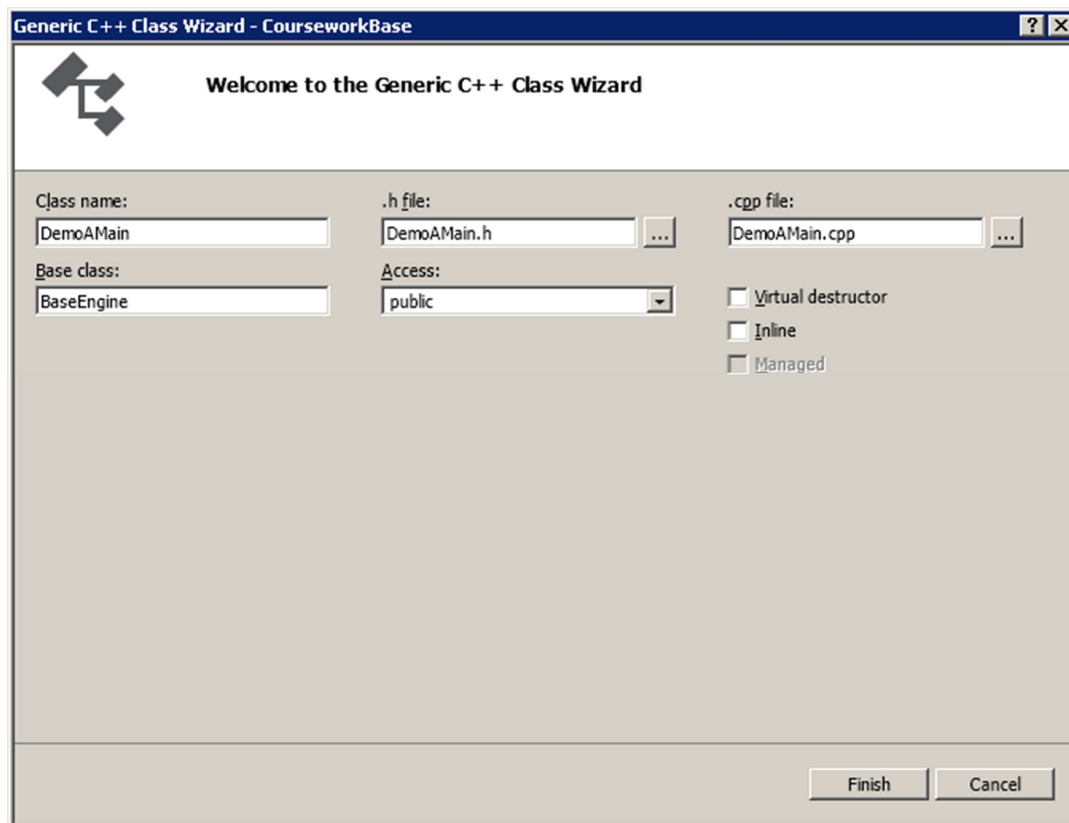 Generic C++ Class Wizard - CourseworkBase
Welcome to the Generic C++ Class Wizard
Class name: .h file: .cpp file:
DemoAMain DemoAMain.h ... DemoAMain.cpp ...
Base class: Access:
BaseEngine public Virtual destructor
Inline
Managed
Finish Cancel